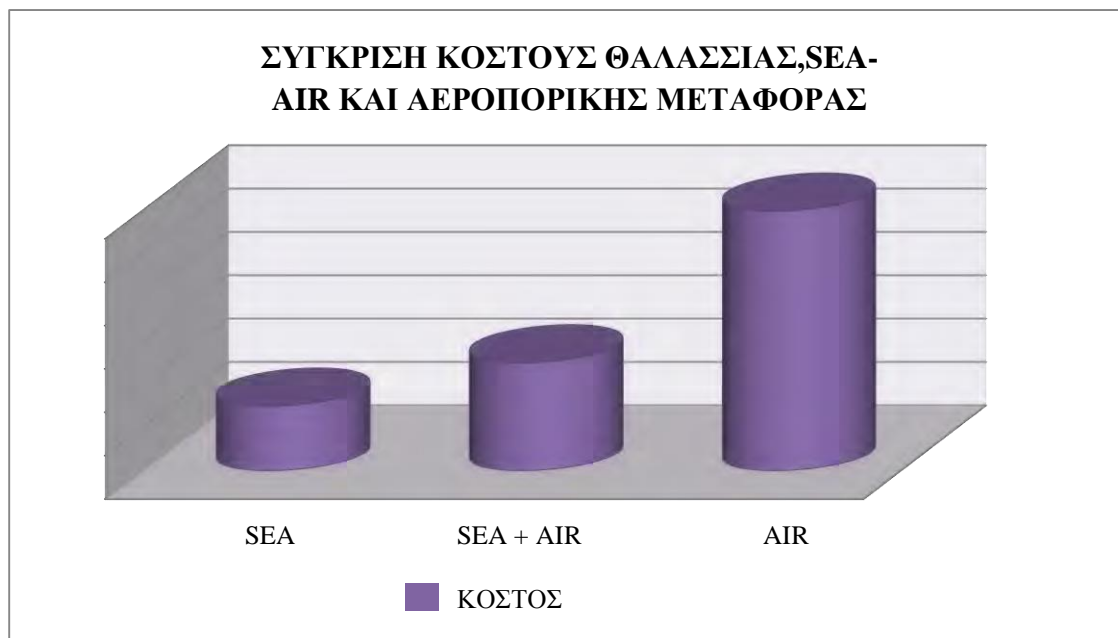 ΣΥΓΚΡΙΣΗ ΚΟΣΤΟΥΣ ΘΑΛΑΣΣΙΑΣ,SEA-
AIR ΚΑΙ ΑΕΡΟΠΟΡΙΚΗΣ ΜΕΤΑΦΟΡΑΣ
SEA
SEA + AIR
AIR
ΚΟΣΤΟΣ